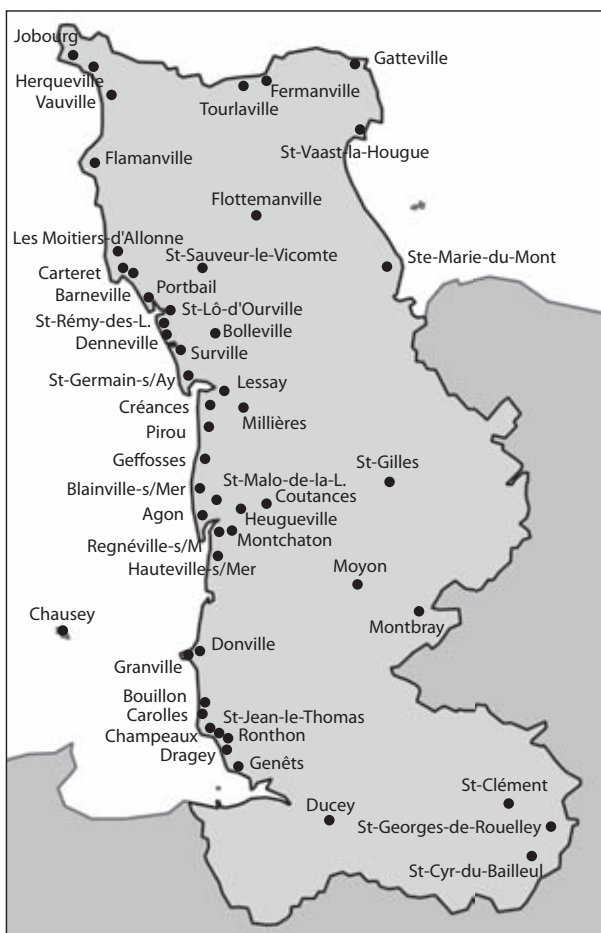 Jobourg
Gatteville
Herqueville
Fermanville
Vauville
Tourlaville
St-Vaast-la-Hougue
Flamanville
Flottemanville
Les Moitiers-d'Allonne
St-Sauveur-le-Vicomte
Ste-Marie-du-Mont
Carteret
Barneville
Portbail
St-Lô-d'Ourville
St-Rémy-des-L.
Bolleville
Denneville
Surville
St-Germain-s/Ay
Lessay
Créances
Millières
Pirou
Geffosses
St-Gilles
St-Malo-de-la-L.
Blainville-s/Mer
Coutances
Agon
Heugueville
Regnéville-s/M
Montchaton
Hauteville-s/Mer
Moyon
Chausey
Montbray
Donville
Granville
Bouillon
Carolles
St-Jean-le-Thomas
Champeaux
Ronthon
Dragey
Genêts
St-Clément
Ducey
St-Georges-de-Rouelley
St-Cyr-du-Bailleul